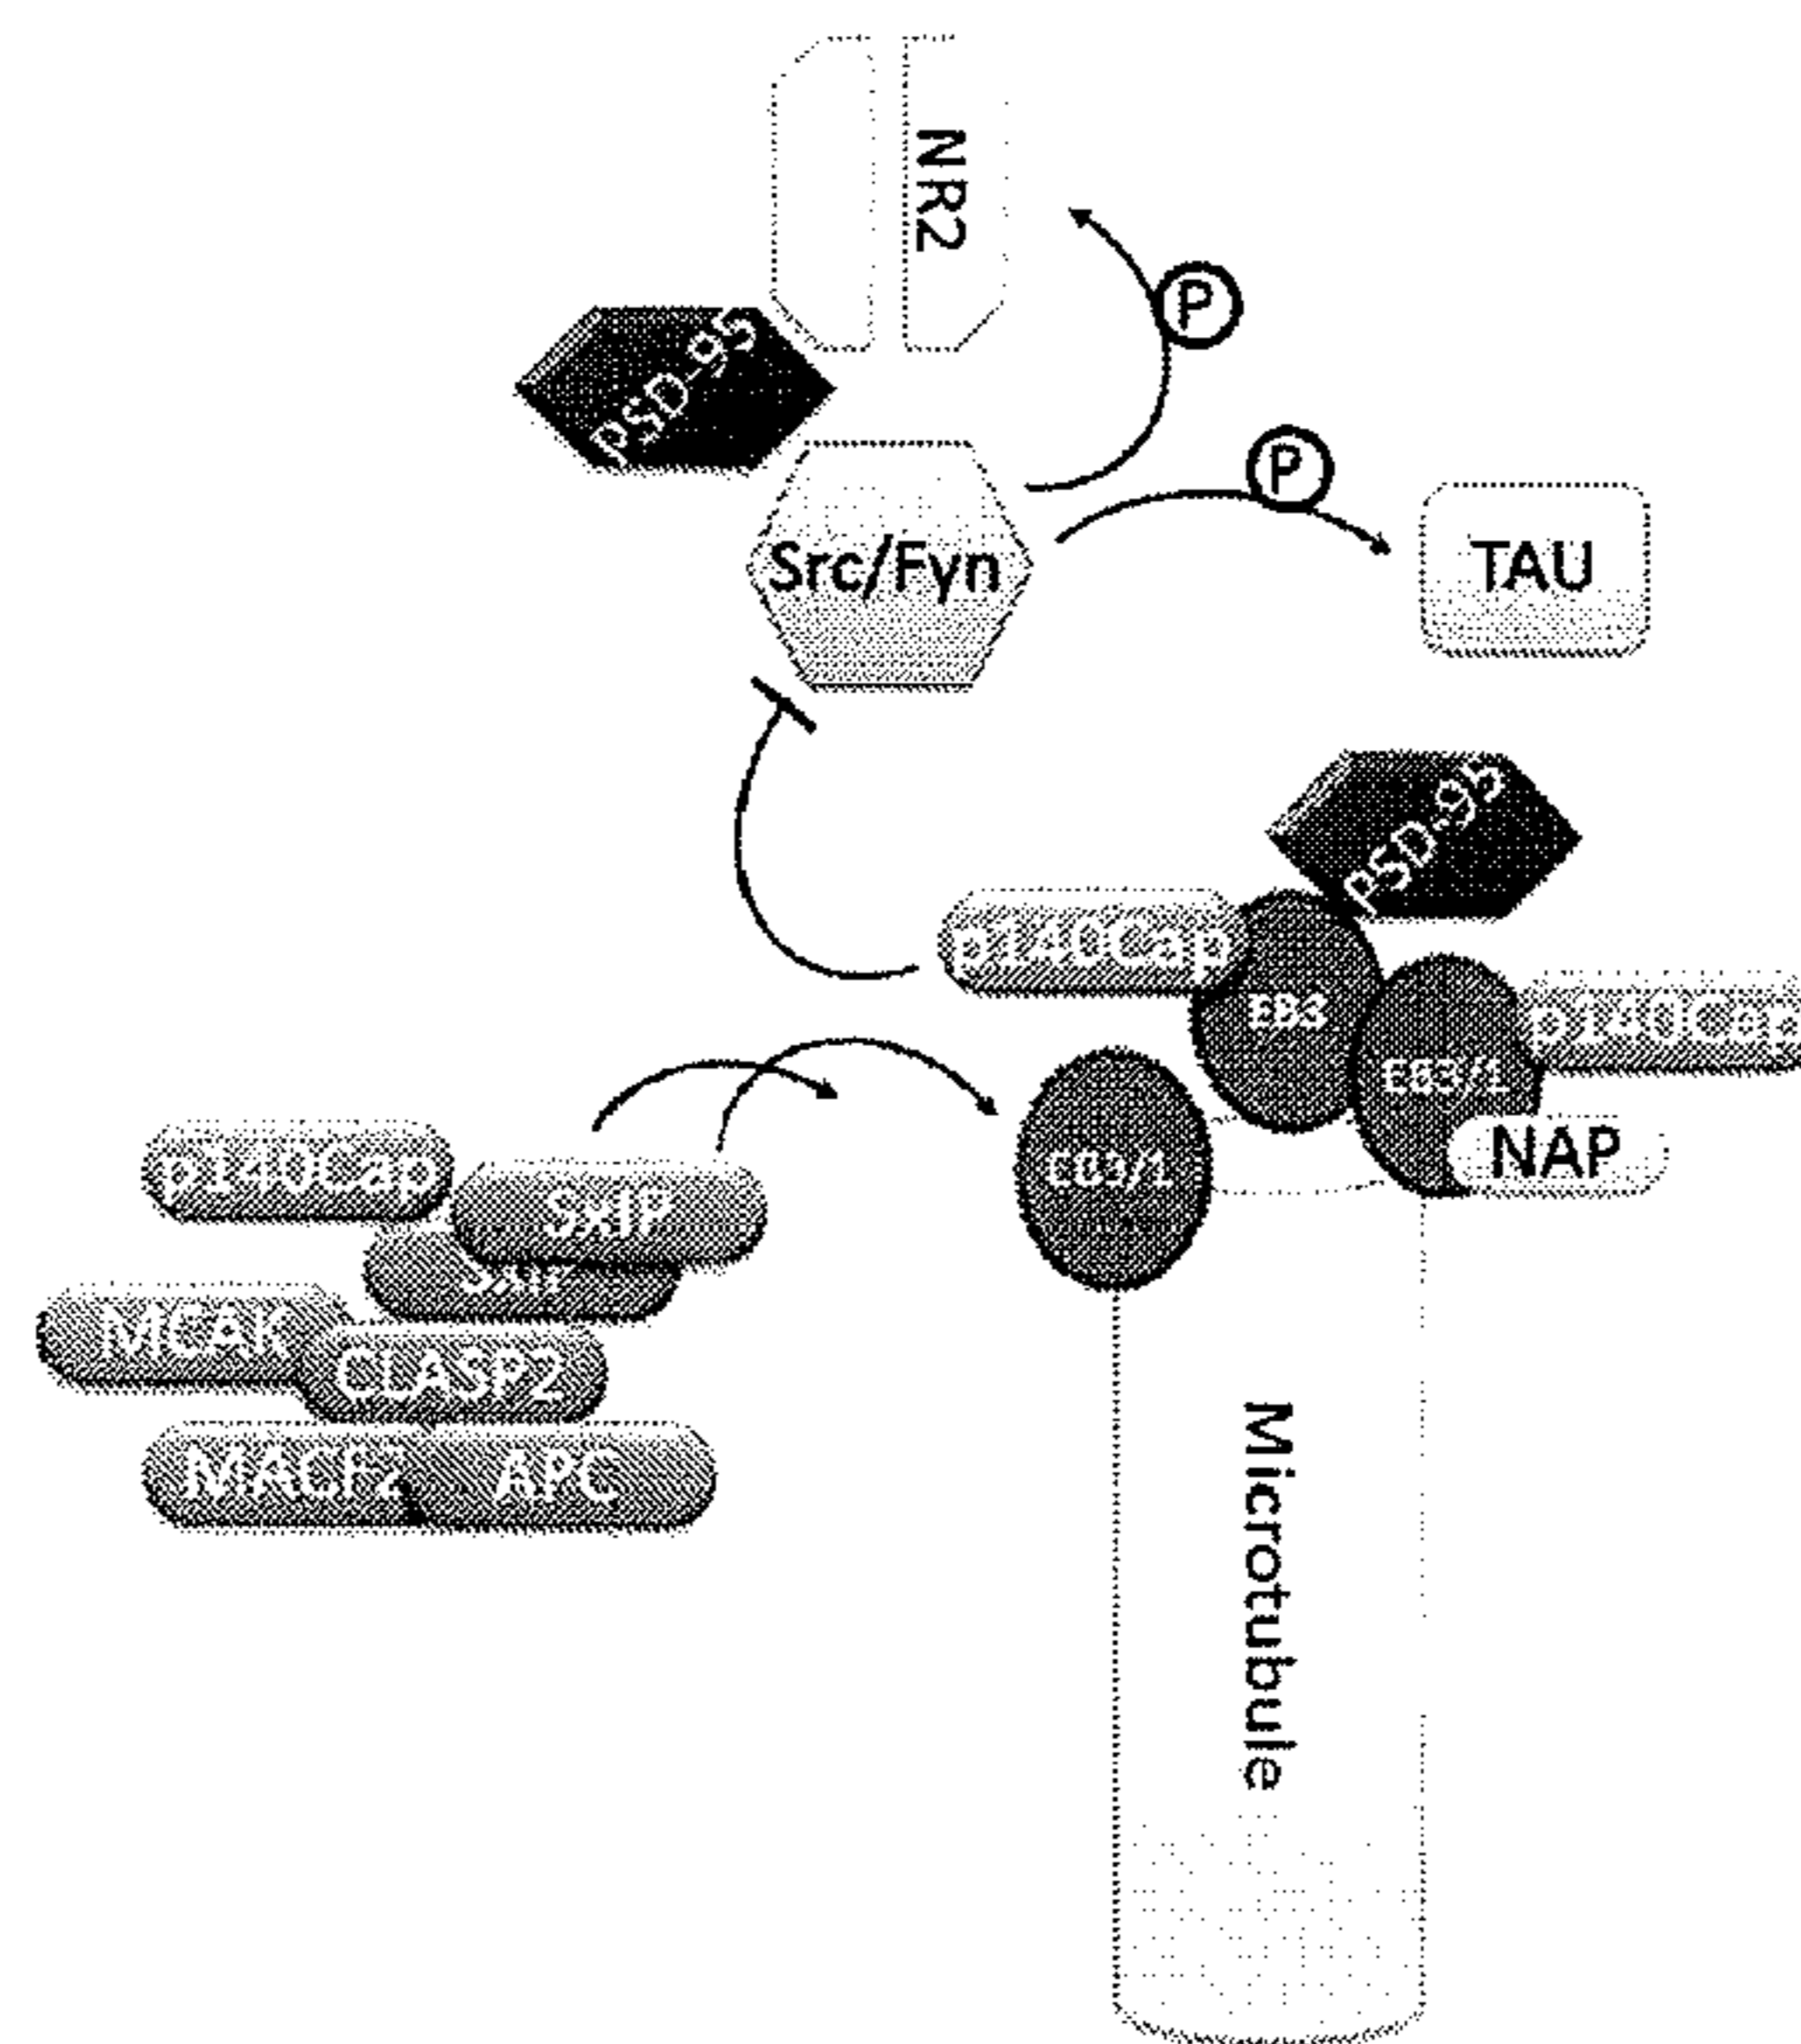 NR2
P
PSD-95
P
Src/Fyn
TAU
PSD-95
p140Cap
EB3
p140Cap
EB3/1
NAP
EB3/1
p140Cap
SxIP
SxIP
MCAK
CLASP2
MACF2
APC
Microtubule